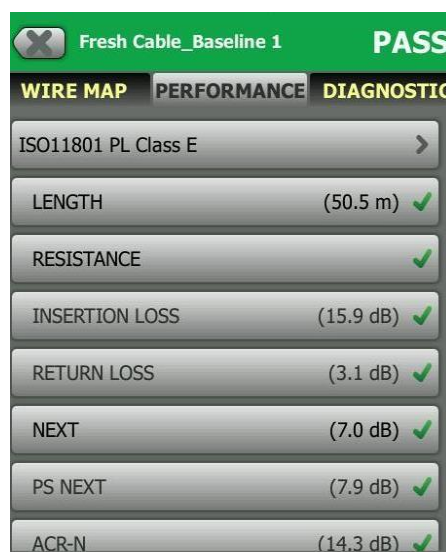 Fresh Cable_Baseline 1 PASS
WIRE MAP PERFORMANCE DIAGNOSTIC
ISO11801 PL Class E
LENGTH (50.5 m)
RESISTANCE
INSERTION LOSS (15.9 dB)
RETURN LOSS (3.1 dB)
NEXT (7.0 dB)
PS NEXT (7.9 dB)
ACR-N (14.3 dB)